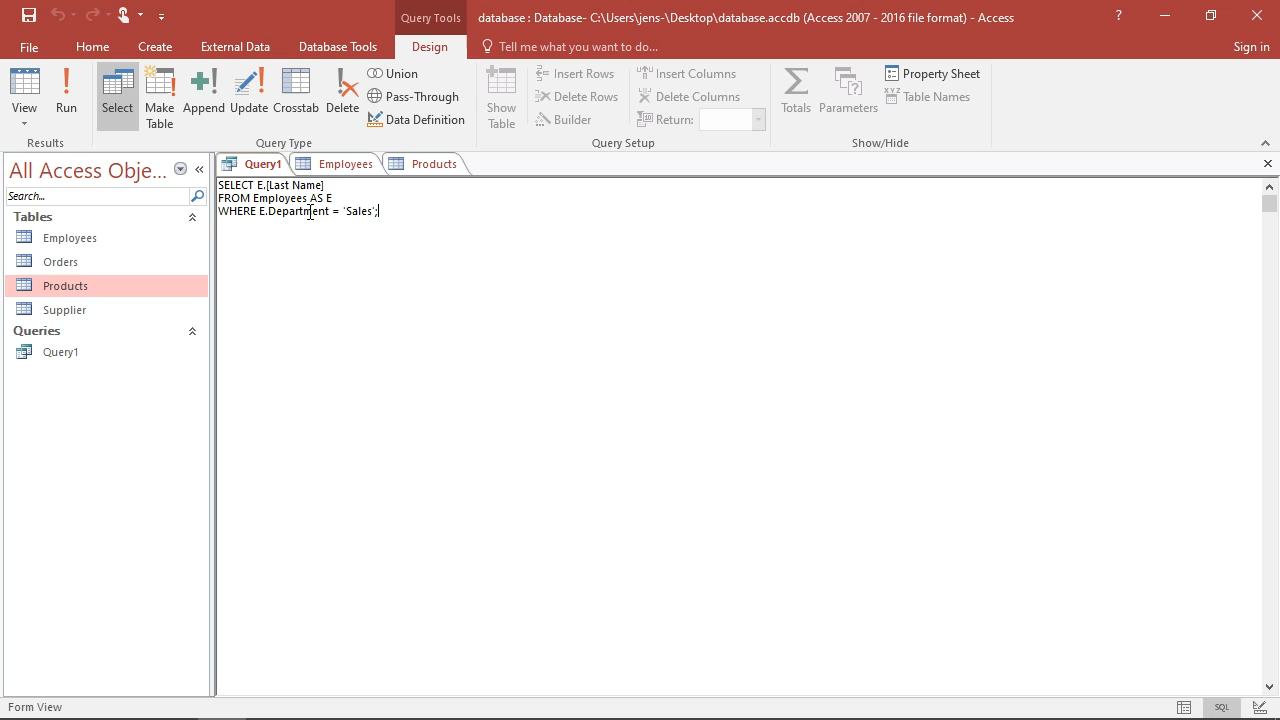 Query Tools
database : Database- C:\Users\jens-\Desktop\database.accdb (Access 2007 - 2016 file format) - Access
?
File Home Create External Data Database Tools Design Tell me what you want to do... Sign in
View Run Select Make Table Append Update Crosstab Delete
Union
Pass-Through
Data Definition
Show Table
Insert Rows
Delete Rows
Builder
Insert Columns
Delete Columns
Return:
Totals Parameters
Property Sheet
XYZ Table Names
Results Query Type Query Setup Show/Hide
All Access Obje...
Search...
Tables
Employees
Orders
Products
Supplier
Queries
Query1
Query1 Employees Products
SELECT E.[Last Name]
FROM Employees AS E
WHERE E.Department = 'Sales';
Form View
SQL